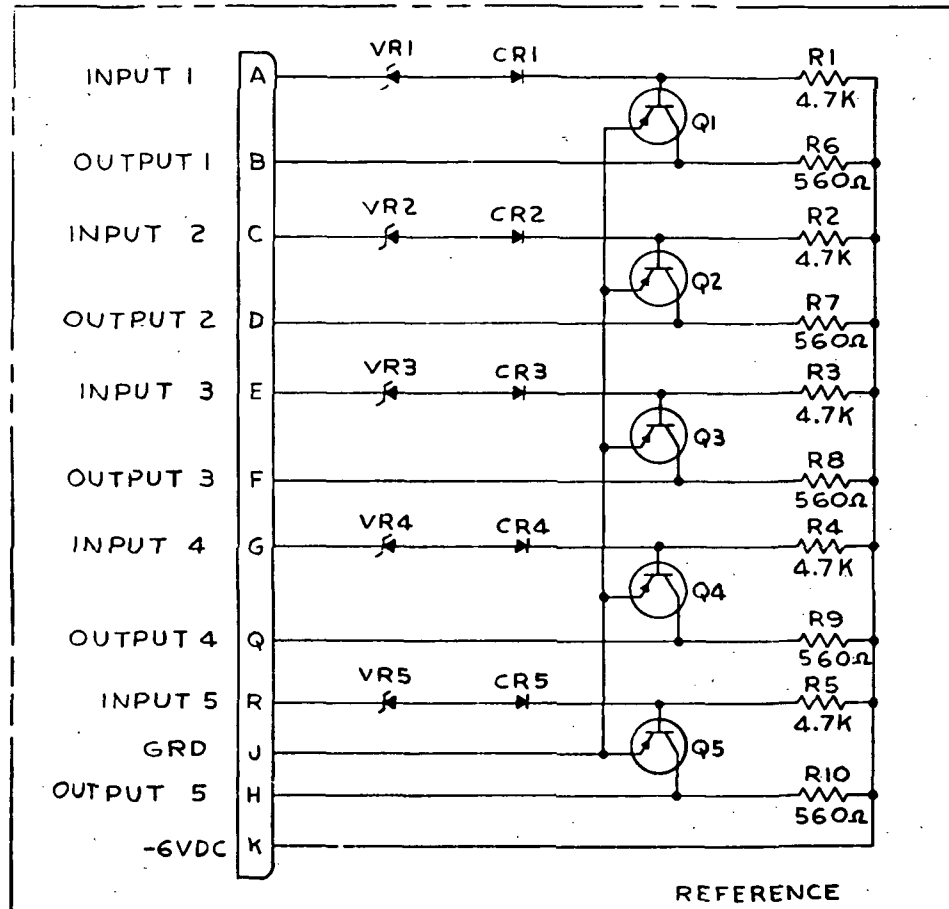 VR1 CR1 R1
INPUT 1 A
4.7K
Q1
R6
OUTPUT 1 B
560Ω
VR2 CR2 R2
INPUT 2 C
4.7K
Q2
R7
OUTPUT 2 D
560Ω
VR3 CR3 R3
INPUT 3 E
4.7K
Q3
R8
OUTPUT 3 F
560Ω
VR4 CR4 R4
INPUT 4 G
4.7K
Q4
R9
OUTPUT 4 Q
560Ω
VR5 CR5 R5
INPUT 5 R
4.7K
GRD J Q5
R10
OUTPUT 5 H
560Ω
-6VDC K
REFERENCE